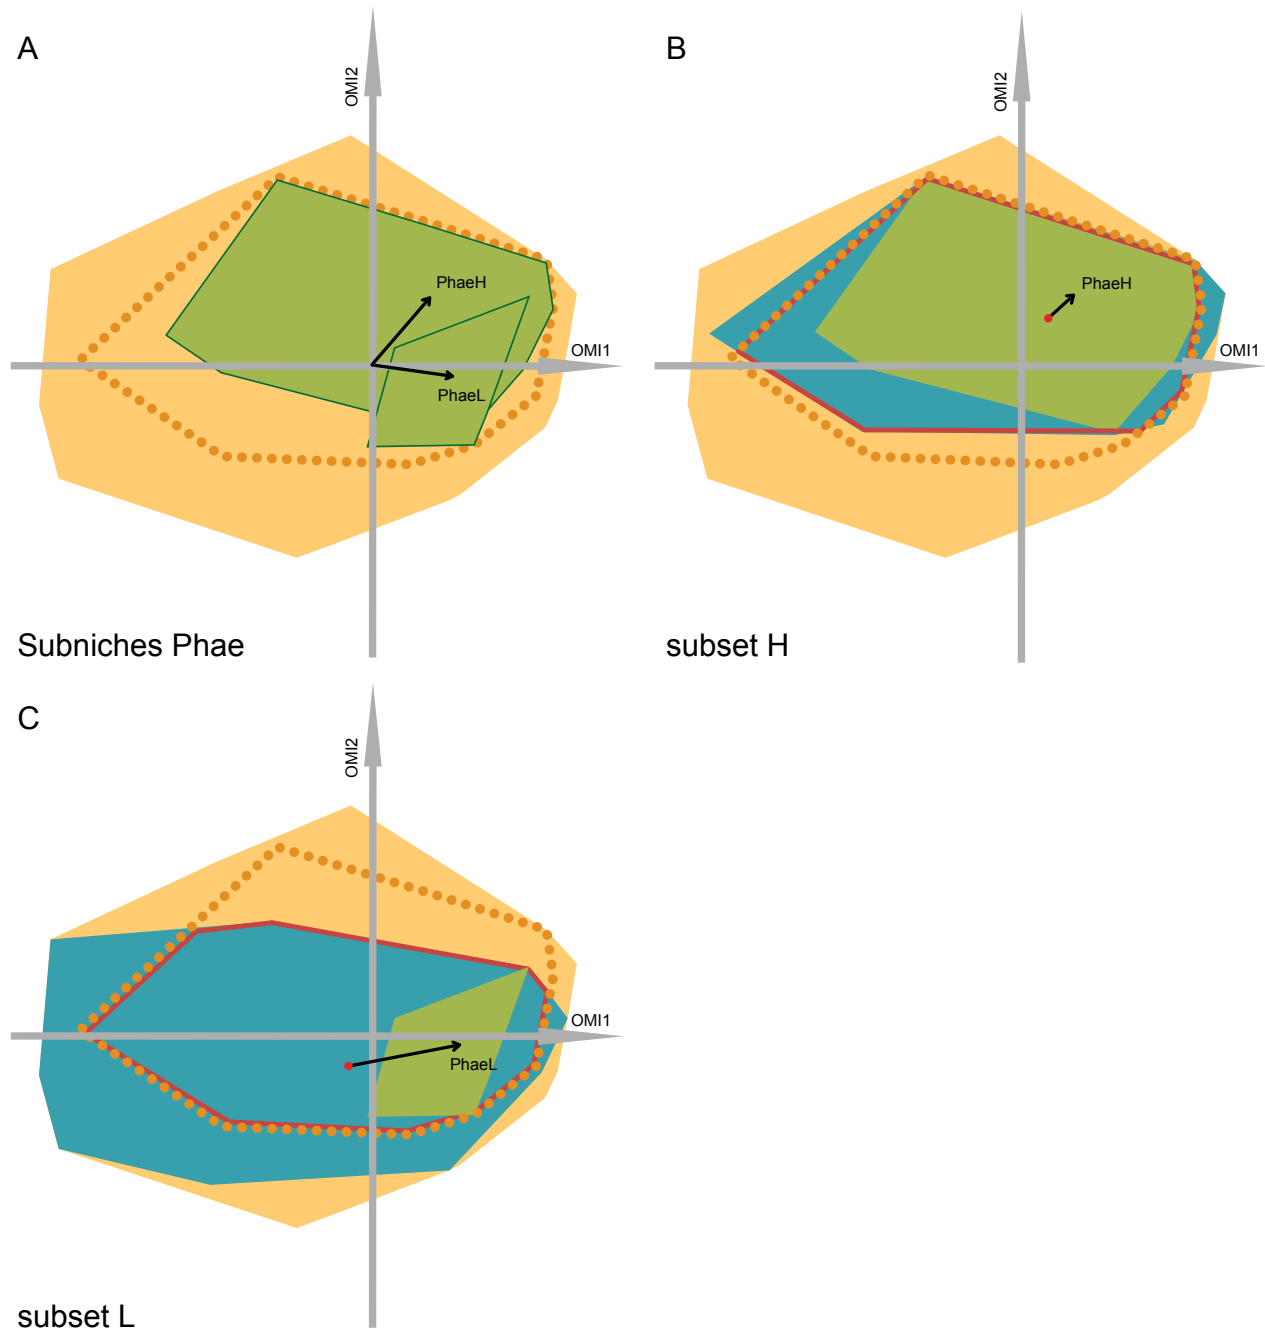 A
OMI2
PhaeH
OMI1
PhaeL
Subniches Phae
B
OMI2
PhaeH
OMI1
subset H
C
OMI2
OMI1
PhaeL
subset L